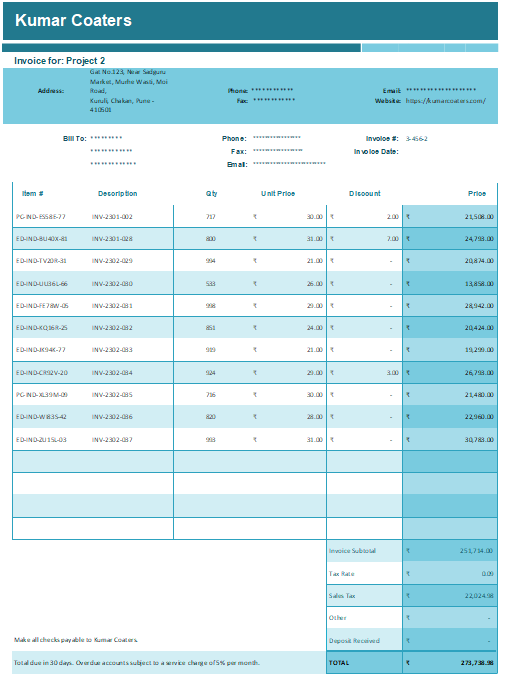 Kumar Coaters
Invoice for: Project 2
Address: Gat No.123, Near Sadguru
Market, Murhe Wasti, Moi
Road,
Kuruli, Chakan, Pune -
410501
Phone: ************
Fax: ************
Email: ********************
Website: https://kumarcoaters.com/
Bill To: *********
************
*************
Phone: *****************
Fax: ******************
Email: **************************
Invoice #: 3-456-2
Invoice Date:
Item # Description Qty Unit Price Discount Price
PG-IND-ES58E-77 INV-2301-002 717 ₹ 30.00 ₹ 2.00 ₹ 21,508.00
ED-IND-BU40X-81 INV-2301-028 800 ₹ 31.00 ₹ 7.00 ₹ 24,793.00
ED-IND-TV20R-31 INV-2302-029 994 ₹ 21.00 ₹ - ₹ 20,874.00
ED-IND-UU36L-66 INV-2302-030 533 ₹ 26.00 ₹ - ₹ 13,858.00
ED-IND-FE78W-05 INV-2302-031 998 ₹ 29.00 ₹ - ₹ 28,942.00
ED-IND-KQ16R-25 INV-2302-032 851 ₹ 24.00 ₹ - ₹ 20,424.00
ED-IND-JK94K-77 INV-2302-033 919 ₹ 21.00 ₹ - ₹ 19,299.00
ED-IND-CR92V-20 INV-2302-034 924 ₹ 29.00 ₹ 3.00 ₹ 26,793.00
PG-IND-XL39M-09 INV-2302-035 716 ₹ 30.00 ₹ - ₹ 21,480.00
ED-IND-WI83S-42 INV-2302-036 820 ₹ 28.00 ₹ - ₹ 22,960.00
ED-IND-ZU15L-03 INV-2302-037 993 ₹ 31.00 ₹ - ₹ 30,783.00
Invoice Subtotal ₹ 251,714.00
Tax Rate ₹ 0.09
Sales Tax ₹ 22,024.98
Other ₹ -
Make all checks payable to Kumar Coaters. Deposit Received ₹ -
Total due in 30 days. Overdue accounts subject to a service charge of 5% per month. TOTAL ₹ 273,738.98